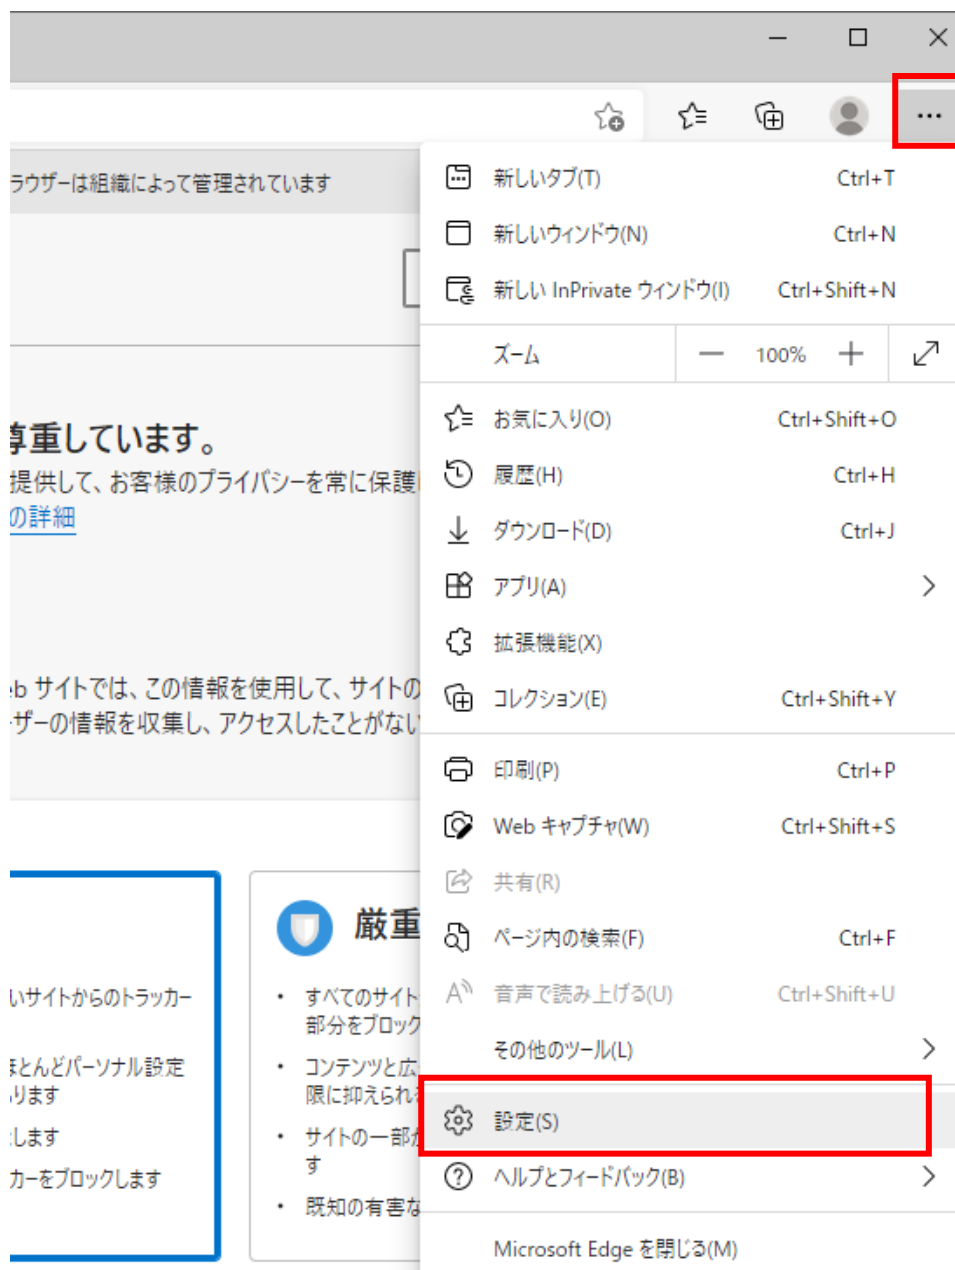 ラウザーは組織によって管理されています
新しいタブ(T) Ctrl+T
新しいウィンドウ(N) Ctrl+N
新しい InPrivate ウィンドウ(I) Ctrl+Shift+N
ズーム 100%
お気に入り(O) Ctrl+Shift+O
履歴(H) Ctrl+H
ダウンロード(D) Ctrl+J
アプリ(A)
拡張機能(X)
コレクション(E) Ctrl+Shift+Y
印刷(P) Ctrl+P
Web キャプチャ(W) Ctrl+Shift+S
共有(R)
ページ内の検索(F) Ctrl+F
音声で読み上げる(U) Ctrl+Shift+U
その他のツール(L)
設定(S)
ヘルプとフィードバック(B)
Microsoft Edge を閉じる(M)
尊重しています。
提供して、お客様のプライバシーを常に保護
の詳細
eb サイトでは、この情報を使用して、サイトの
ーザーの情報を収集し、アクセスしたことがない
いサイトからのトラッカー
ほとんどパーソナル設定
ります
します
カーをブロックします
厳重
• すべてのサイト
部分をブロック
• コンテンツと広
限に抑えられ
• サイトの一部が
す
• 既知の有害な